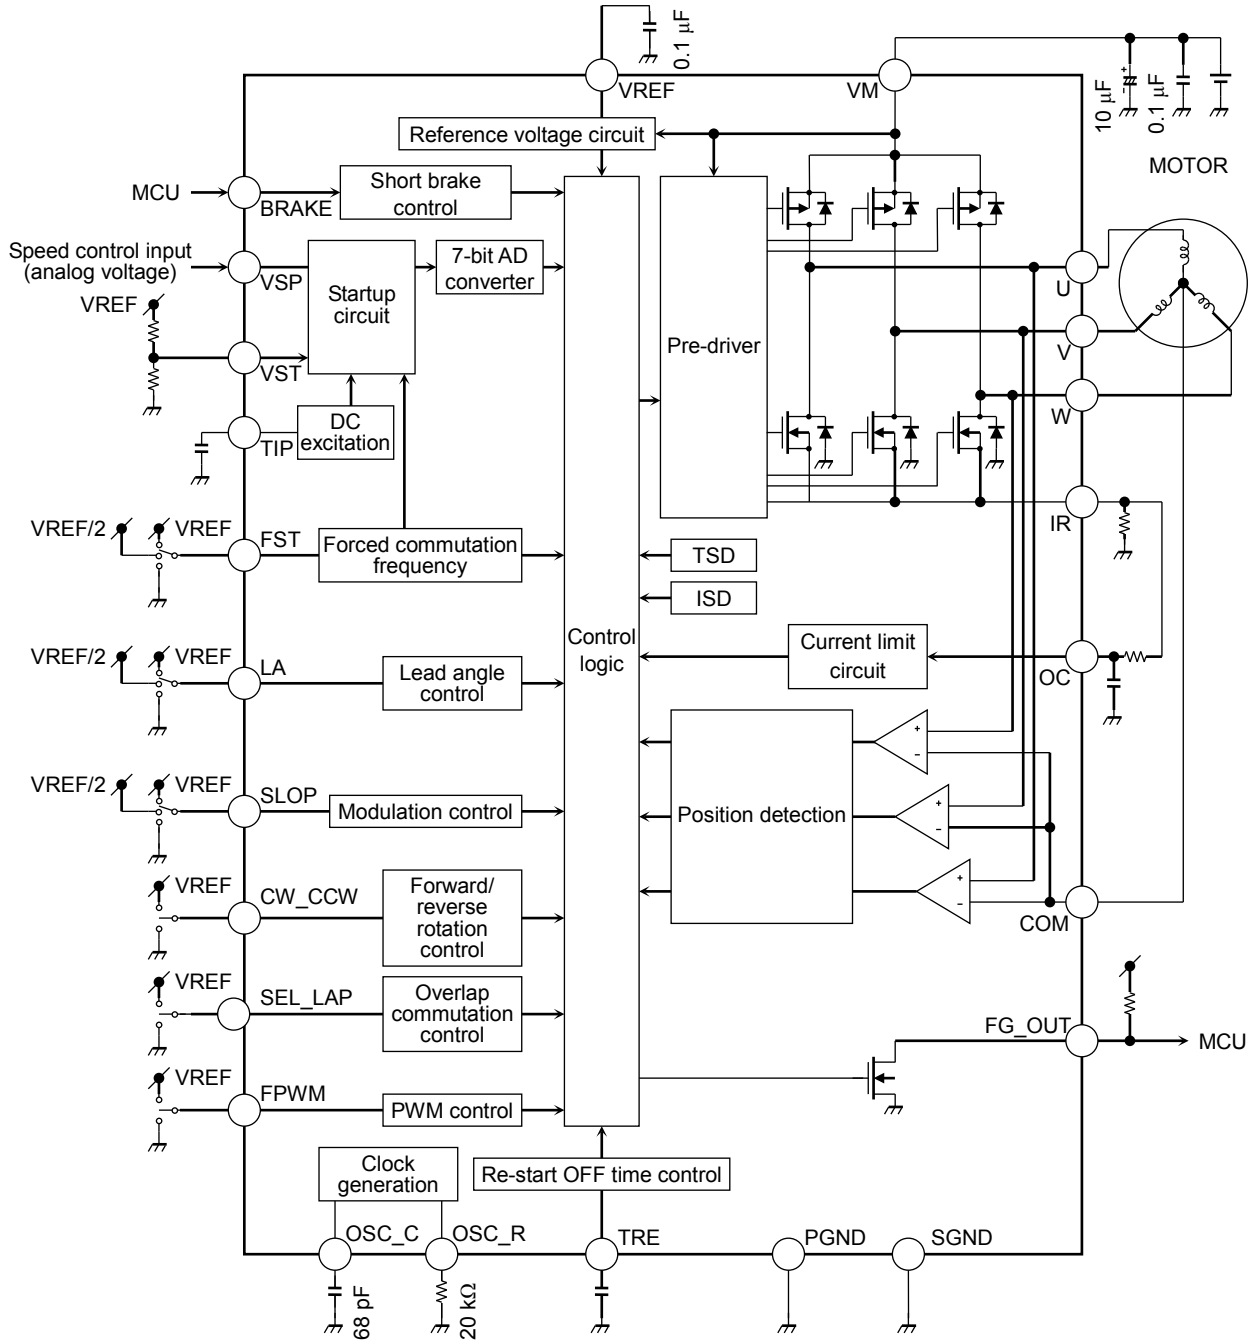 0.1 μF
VREF
VM
10 μF
+
-
0.1 μF
MOTOR
Reference voltage circuit
MCU
BRAKE
Short brake
control
Speed control input
(analog voltage)
VSP
Startup
circuit
7-bit AD
converter
VREF
VST
TIP
DC
excitation
Pre-driver
U
V
W
IR
VREF/2
VREF
FST
Forced commutation
frequency
TSD
ISD
Control
logic
Current limit
circuit
OC
VREF/2
VREF
LA
Lead angle
control
+
-
VREF/2
VREF
SLOP
Modulation control
Position detection
+
-
+
-
COM
VREF
CW_CCW
Forward/
reverse
rotation
control
VREF
SEL_LAP
Overlap
commutation
control
FG_OUT
MCU
VREF
FPWM
PWM control
Clock
generation
Re-start OFF time control
OSC_C
OSC_R
TRE
PGND
SGND
68 pF
20 kΩ